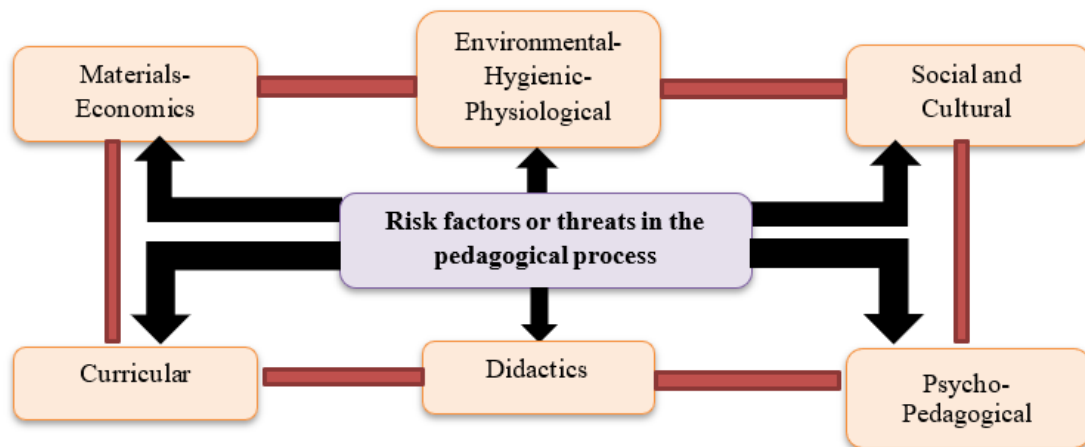 Materials-
Economics
Environmental-
Hygienic-
Physiological
Social and
Cultural
Risk factors or threats in the
pedagogical process
Curricular
Didactics
Psycho-
Pedagogical